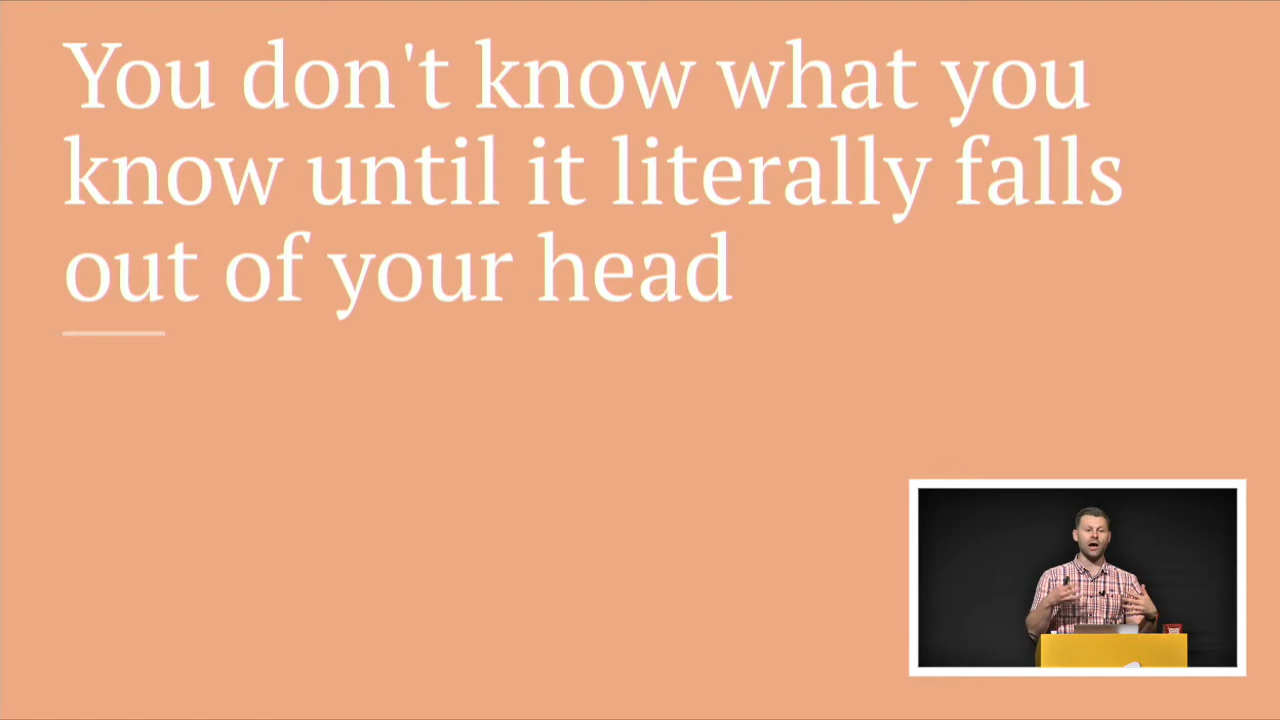 You don't know what you
know until it literally falls
out of your head